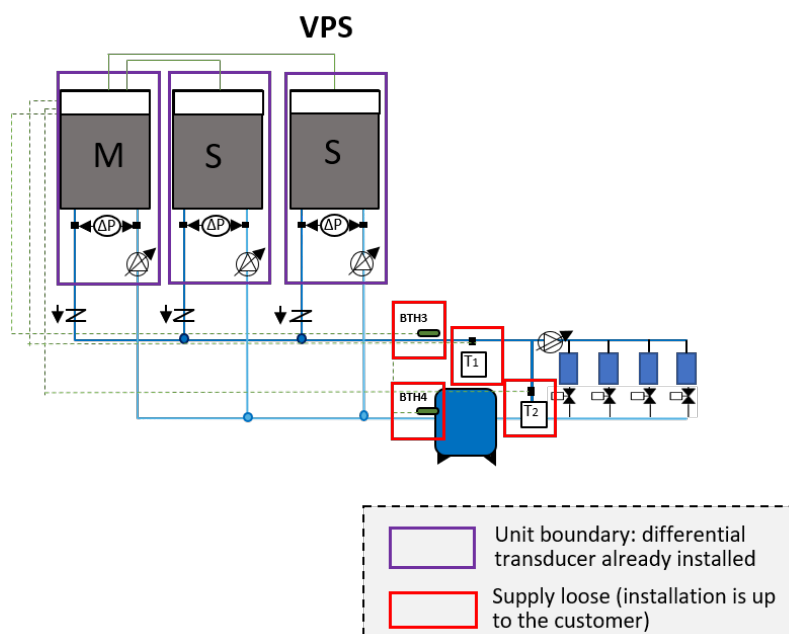 VPS
M
S
S
ΔP
ΔP
ΔP
BTH3
T1
BTH4
T2
Unit boundary: differential
transducer already installed
Supply loose (installation is up
to the customer)